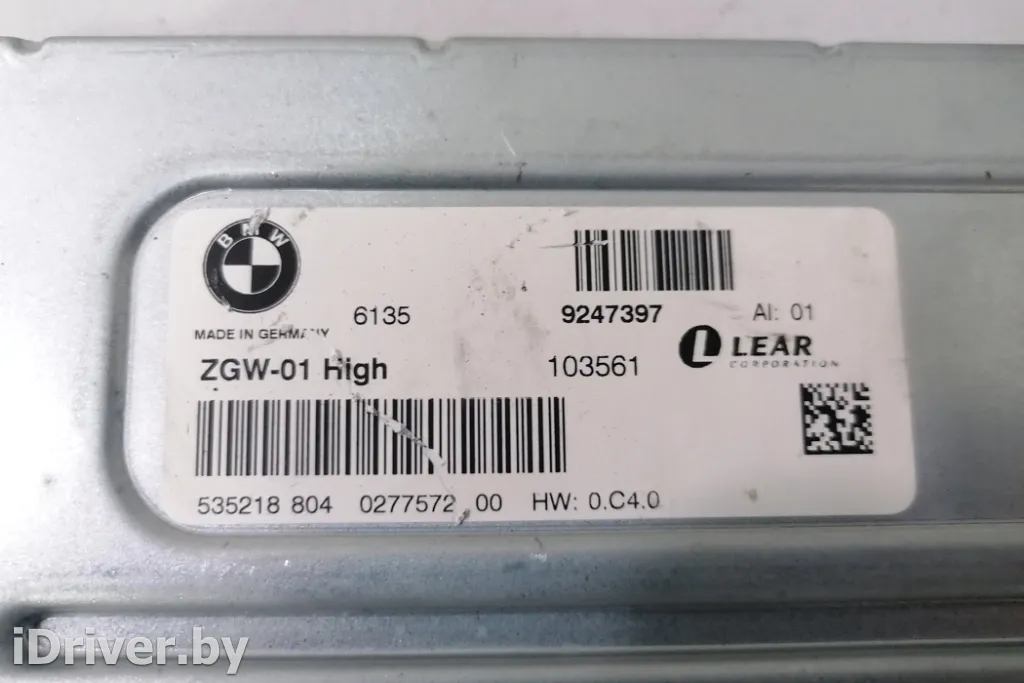 BMW
6135 9247397 AI: 01
MADE IN GERMANY
LEAR
CORPORATION
ZGW-01 High 103561
535218 804 0277572 00 HW: 0.C4.0
iDriver.by